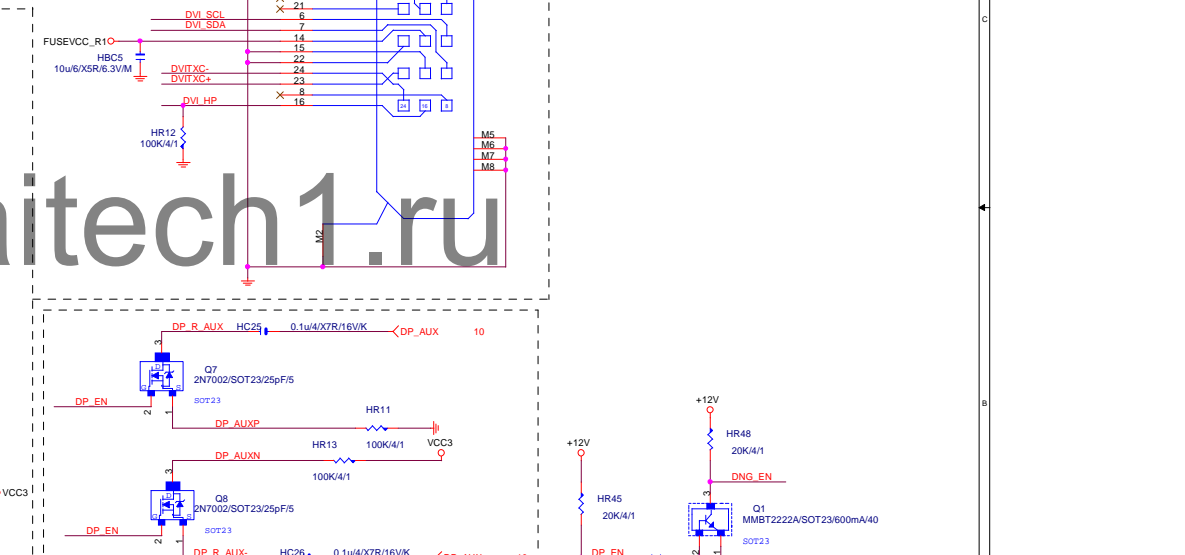 21
DVI_SCL 6
DVI_SDA 7
FUSEVCC_R1 14
15
HBC5
10u/6/X5R/6.3V/M
22
DVITXC- 24
DVITXC+ 23
8
DVI_HP 16
24 16 8
HR12
100K/4/1
M5
M6
M7
M8
itech1.ru
M2
C
DP_R_AUX HC25 0.1u/4/X7R/16V/K DP_AUX 10
3
Q7
2N7002/SOT23/25pF/5
D
G S
SOT23
DP_EN
2 1
DP_AUXP
HR11
100K/4/1
VCC3
DP_AUXN
HR13
100K/4/1
3
VCC3
Q8
2N7002/SOT23/25pF/5
D
G S
SOT23
DP_EN
2 1
DP_R_AUX- HC26 0.1u/4/X7R/16V/K
+12V
HR45
20K/4/1
DP_EN
+12V
HR48
20K/4/1
DNG_EN
3
Q1
MMBT2222A/SOT23/600mA/40
SOT23
2 1
B